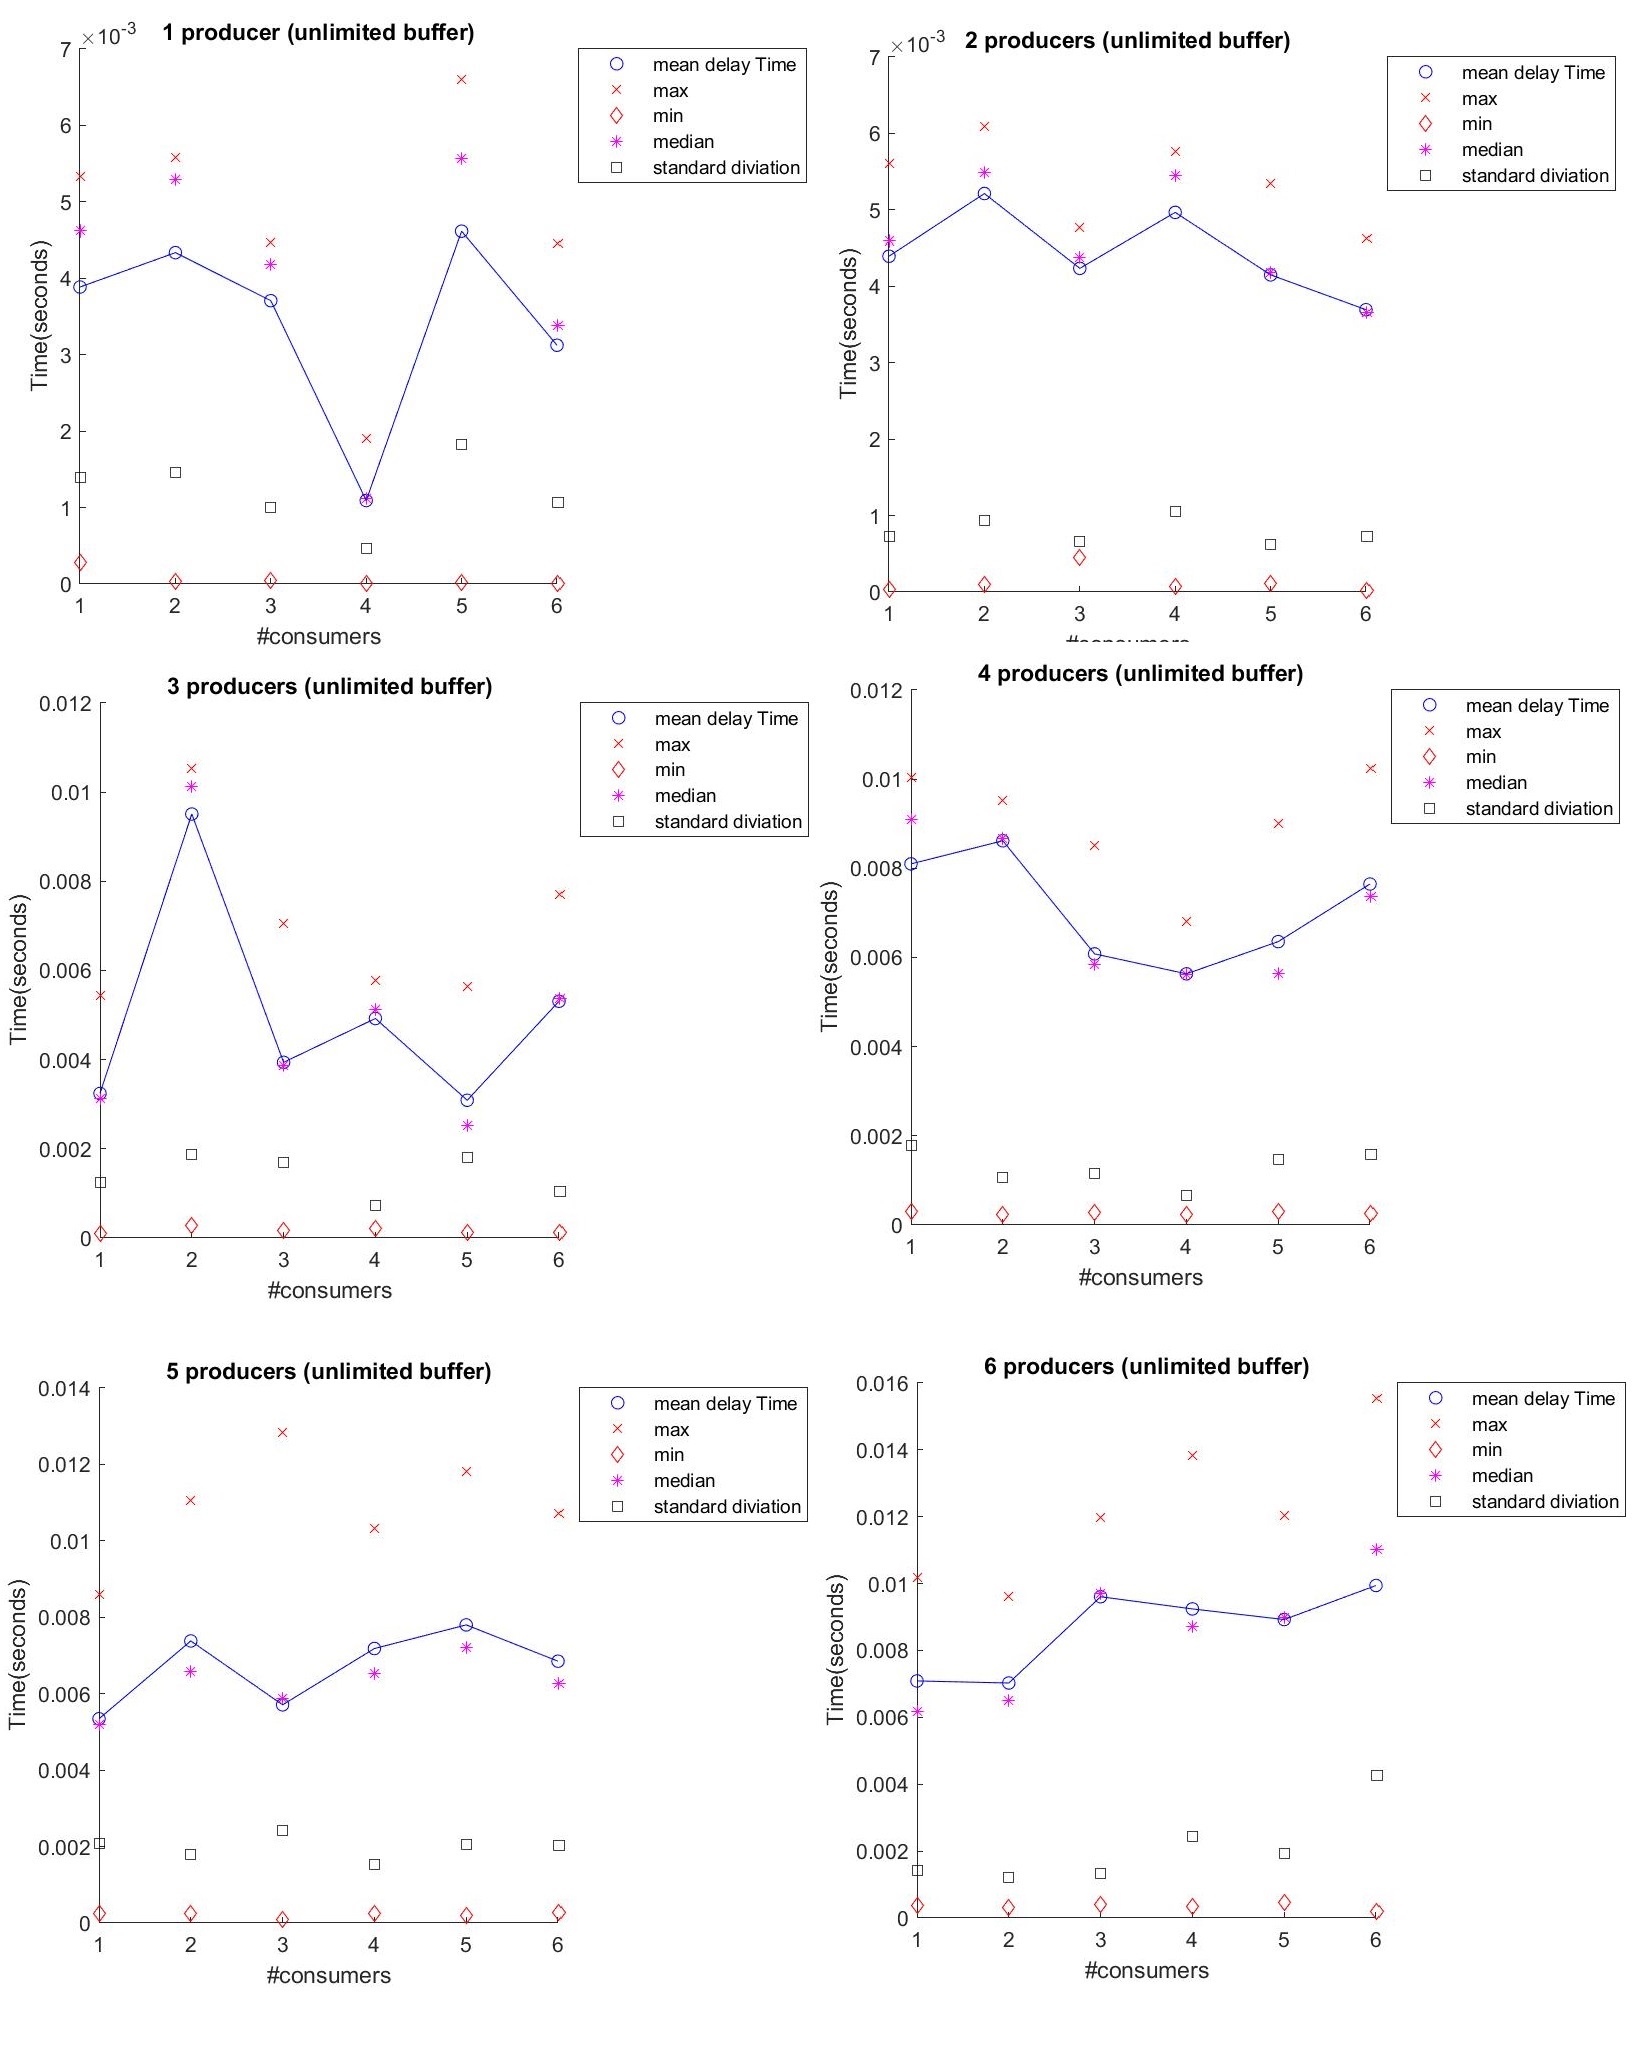 ×10-3
1 producer (unlimited buffer)
7
6
5
4
3
2
1
0
Time(seconds)
1 2 3 4 5 6
#consumers
mean delay Time
max
min
median
standard diviation
×10-3
2 producers (unlimited buffer)
7
6
5
4
3
2
1
0
Time(seconds)
1 2 3 4 5 6
#consumers
mean delay Time
max
min
median
standard diviation
3 producers (unlimited buffer)
0.012
0.01
0.008
0.006
0.004
0.002
0
Time(seconds)
1 2 3 4 5 6
#consumers
mean delay Time
max
min
median
standard diviation
4 producers (unlimited buffer)
0.012
0.01
0.008
0.006
0.004
0.002
0
Time(seconds)
1 2 3 4 5 6
#consumers
mean delay Time
max
min
median
standard diviation
5 producers (unlimited buffer)
0.014
0.012
0.01
0.008
0.006
0.004
0.002
0
Time(seconds)
1 2 3 4 5 6
#consumers
mean delay Time
max
min
median
standard diviation
6 producers (unlimited buffer)
0.016
0.014
0.012
0.01
0.008
0.006
0.004
0.002
0
Time(seconds)
1 2 3 4 5 6
#consumers
mean delay Time
max
min
median
standard diviation